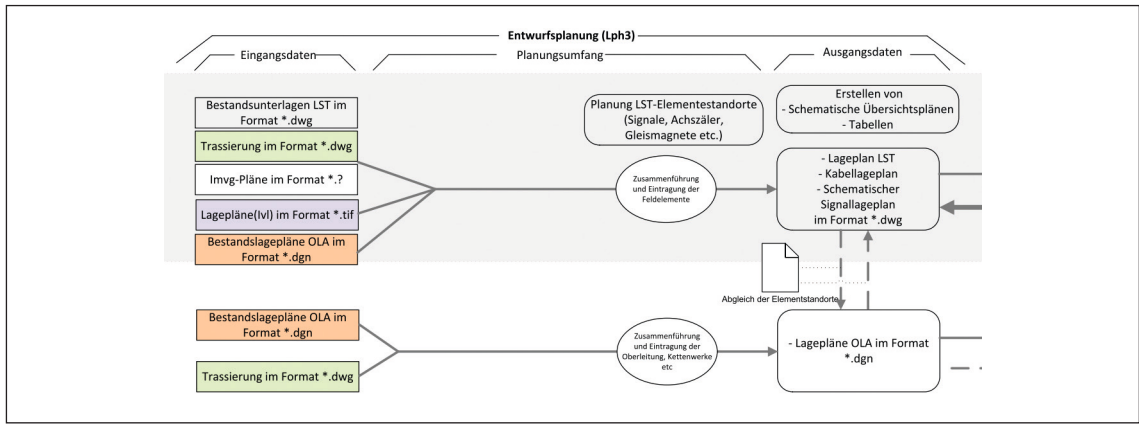 Entwurfsplanung (Lph3)
Eingangsdaten
Planungsumfang
Ausgangsdaten
Bestandsunterlagen LST im
Format *.dwg
Trassierung im Format *.dwg
Imvg-Pläne im Format *.?
Lagepläne(Ivl) im Format *.tif
Bestandslagepläne OLA im
Format *.dgn
Planung LST-Elementestandorte
(Signale, Achszäler,
Gleismagnete etc.)
Zusammenführung
und Eintragung der
Feldelemente
Erstellen von
- Schematische Übersichtsplänen
- Tabellen
- Lageplan LST
- Kabellageplan
- Schematischer
Signallageplan
im Format *.dwg
Abgleich der Elementstandorte
Bestandslagepläne OLA im
Format *.dgn
Trassierung im Format *.dwg
Zusammenführung
und Eintragung der
Oberleitung, Kettenwerke
etc
- Lagepläne OLA im Format
*.dgn